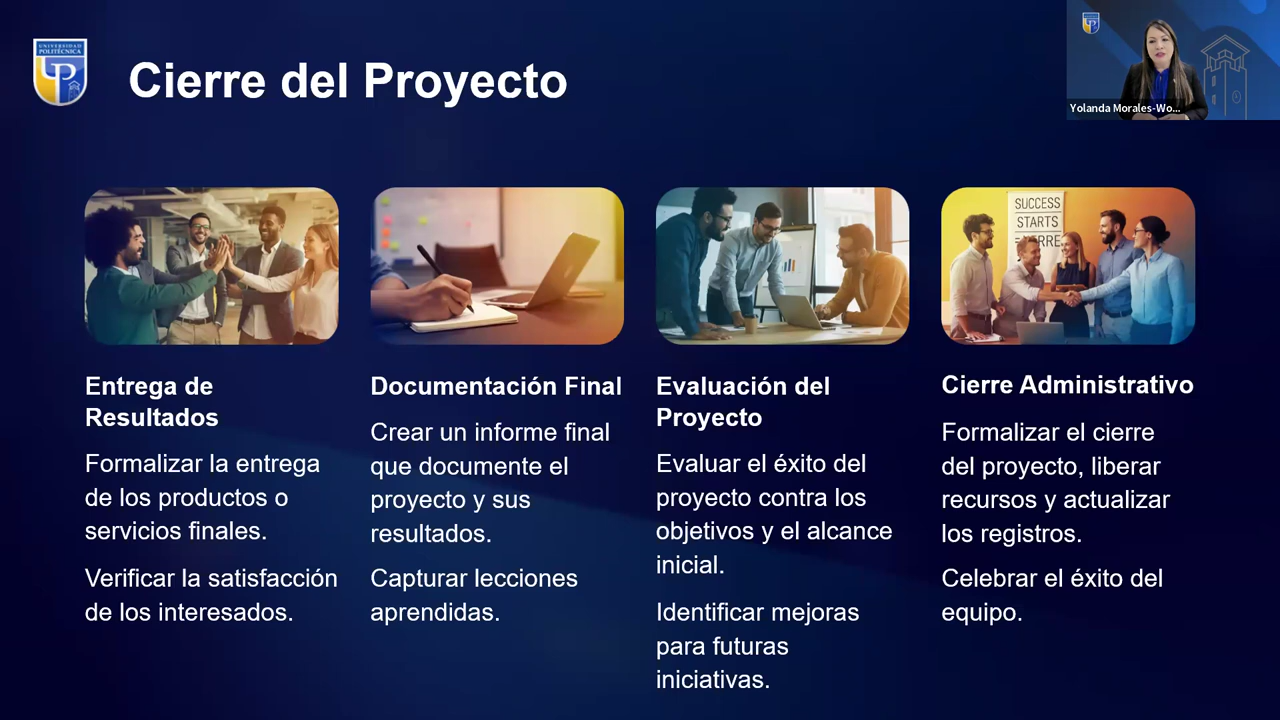 UNIVERSIDAD
POLITÉCNICA
UP
Cierre del Proyecto
Yolanda Morales-Wo...
SUCCESS
STARTS
Entrega de
Resultados
Formalizar la entrega
de los productos o
servicios finales.
Verificar la satisfacción
de los interesados.
Documentación Final
Crear un informe final
que documente el
proyecto y sus
resultados.
Capturar lecciones
aprendidas.
Evaluación del
Proyecto
Evaluar el éxito del
proyecto contra los
objetivos y el alcance
inicial.
Identificar mejoras
para futuras
iniciativas.
Cierre Administrativo
Formalizar el cierre
del proyecto, liberar
recursos y actualizar
los registros.
Celebrar el éxito del
equipo.